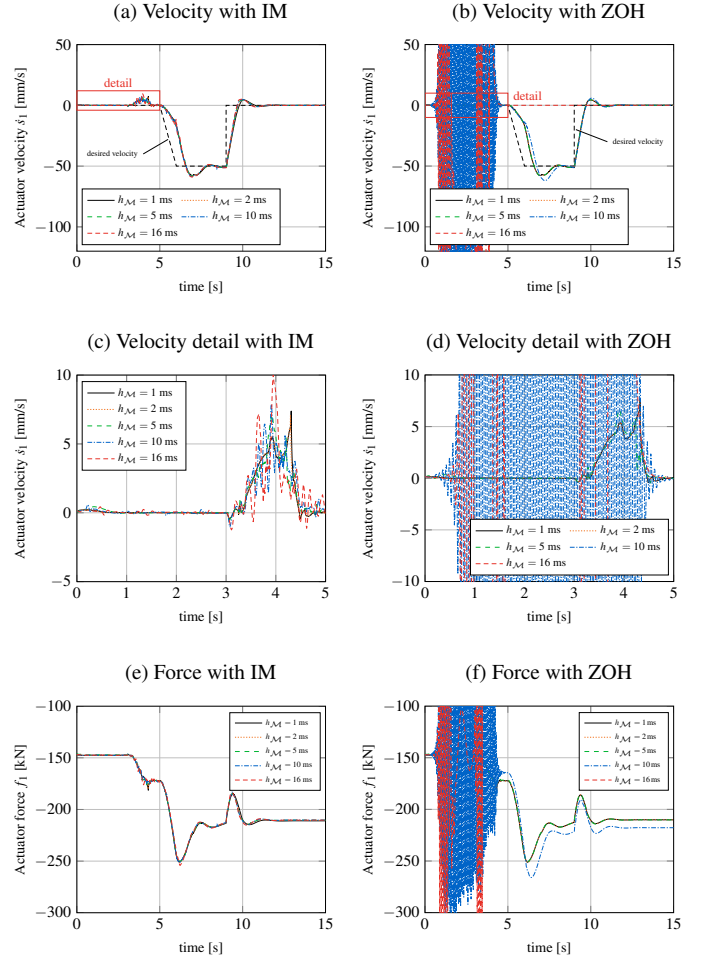 (a) Velocity with IM
50
0
−50
−100
0
5
10
15
time [s]
Actuator velocity ṡ₁ [mm/s]
detail
desired velocity
h𝓜 = 1 ms
h𝓜 = 2 ms
h𝓜 = 5 ms
h𝓜 = 10 ms
h𝓜 = 16 ms
(b) Velocity with ZOH
50
0
−50
−100
0
5
10
15
time [s]
Actuator velocity ṡ₁ [mm/s]
detail
desired velocity
h𝓜 = 1 ms
h𝓜 = 2 ms
h𝓜 = 5 ms
h𝓜 = 10 ms
h𝓜 = 16 ms
(c) Velocity detail with IM
10
5
0
−5
0
1
2
3
4
5
time [s]
Actuator velocity ṡ₁ [mm/s]
h𝓜 = 1 ms
h𝓜 = 2 ms
h𝓜 = 5 ms
h𝓜 = 10 ms
h𝓜 = 16 ms
(d) Velocity detail with ZOH
10
5
0
−5
−10
0
1
2
3
4
5
time [s]
Actuator velocity ṡ₁ [mm/s]
h𝓜 = 1 ms
h𝓜 = 2 ms
h𝓜 = 5 ms
h𝓜 = 10 ms
h𝓜 = 16 ms
(e) Force with IM
−100
−150
−200
−250
−300
0
5
10
15
time [s]
Actuator force f₁ [kN]
h𝓜 − 1 ms
h𝓜 − 2 ms
h𝓜 − 5 ms
h𝓜 − 10 ms
h𝓜 − 16 ms
(f) Force with ZOH
−100
−150
−200
−250
−300
0
5
10
15
time [s]
Actuator force f₁ [kN]
h𝓜 − 1 ms
h𝓜 − 2 ms
h𝓜 − 5 ms
h𝓜 − 10 ms
h𝓜 − 16 ms